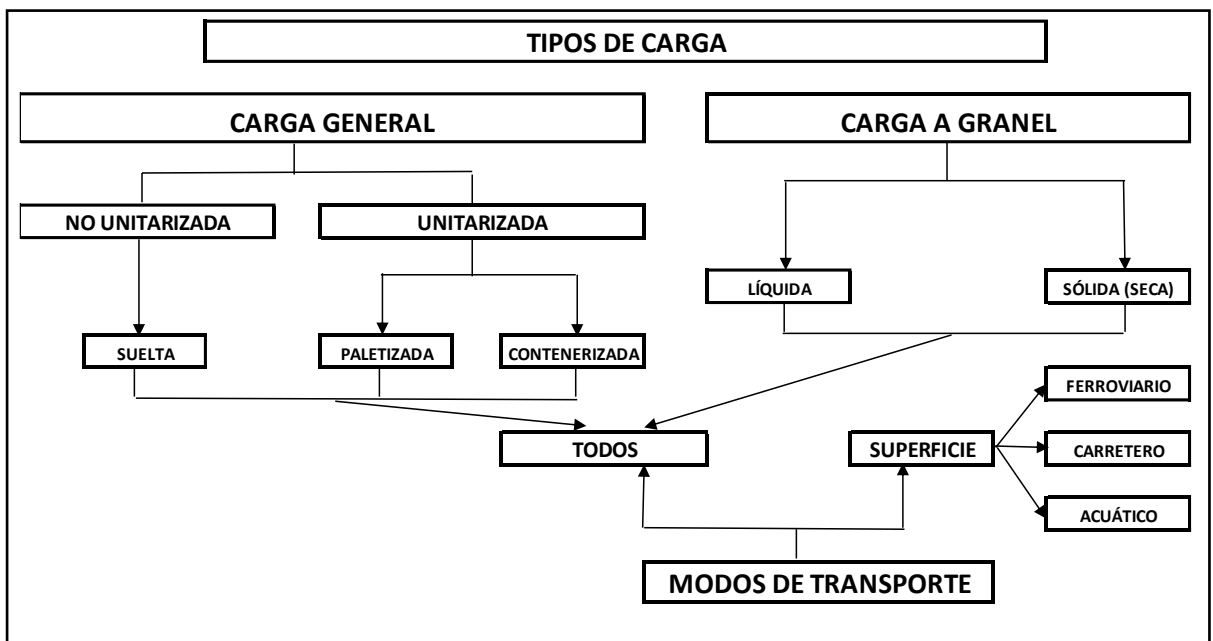 TIPOS DE CARGA
CARGA GENERAL
CARGA A GRANEL
NO UNITARIZADA
UNITARIZADA
LÍQUIDA
SÓLIDA (SECA)
SUELTA
PALETIZADA
CONTENERIZADA
FERROVIARIO
TODOS
SUPERFICIE
CARRETERO
ACUÁTICO
MODOS DE TRANSPORTE